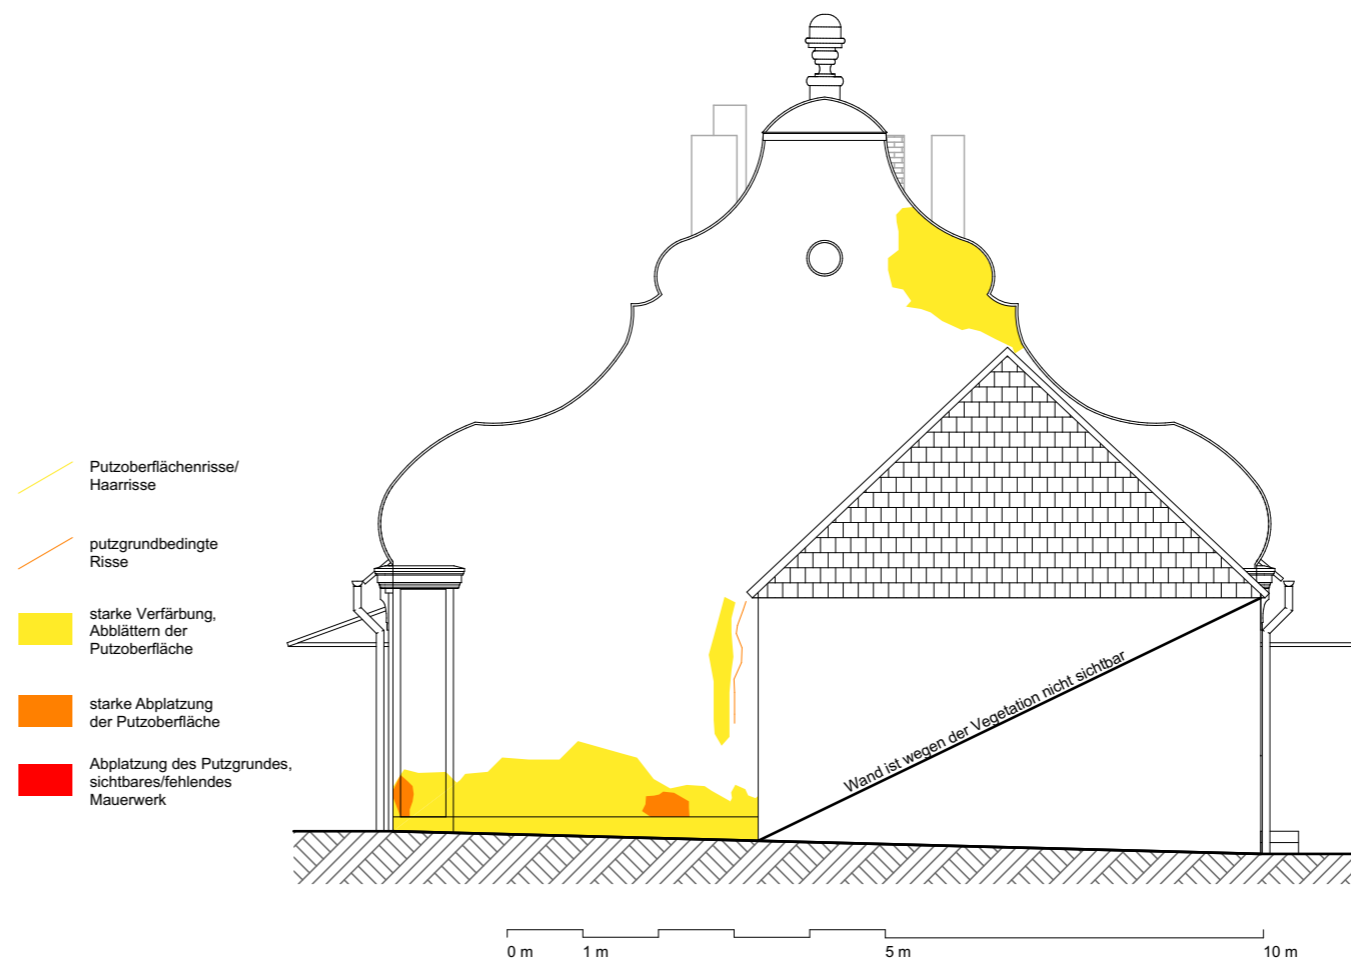 Putzoberflächenrisse/
Haarrisse
putzgrundbedingte
Risse
starke Verfärbung,
Abblättern der
Putzoberfläche
starke Abplatzung
der Putzoberfläche
Abplatzung des Putzgrundes,
sichtbares/fehlendes
Mauerwerk
Wand ist wegen der Vegetation nicht sichtbar
0 m 1 m 5 m 10 m